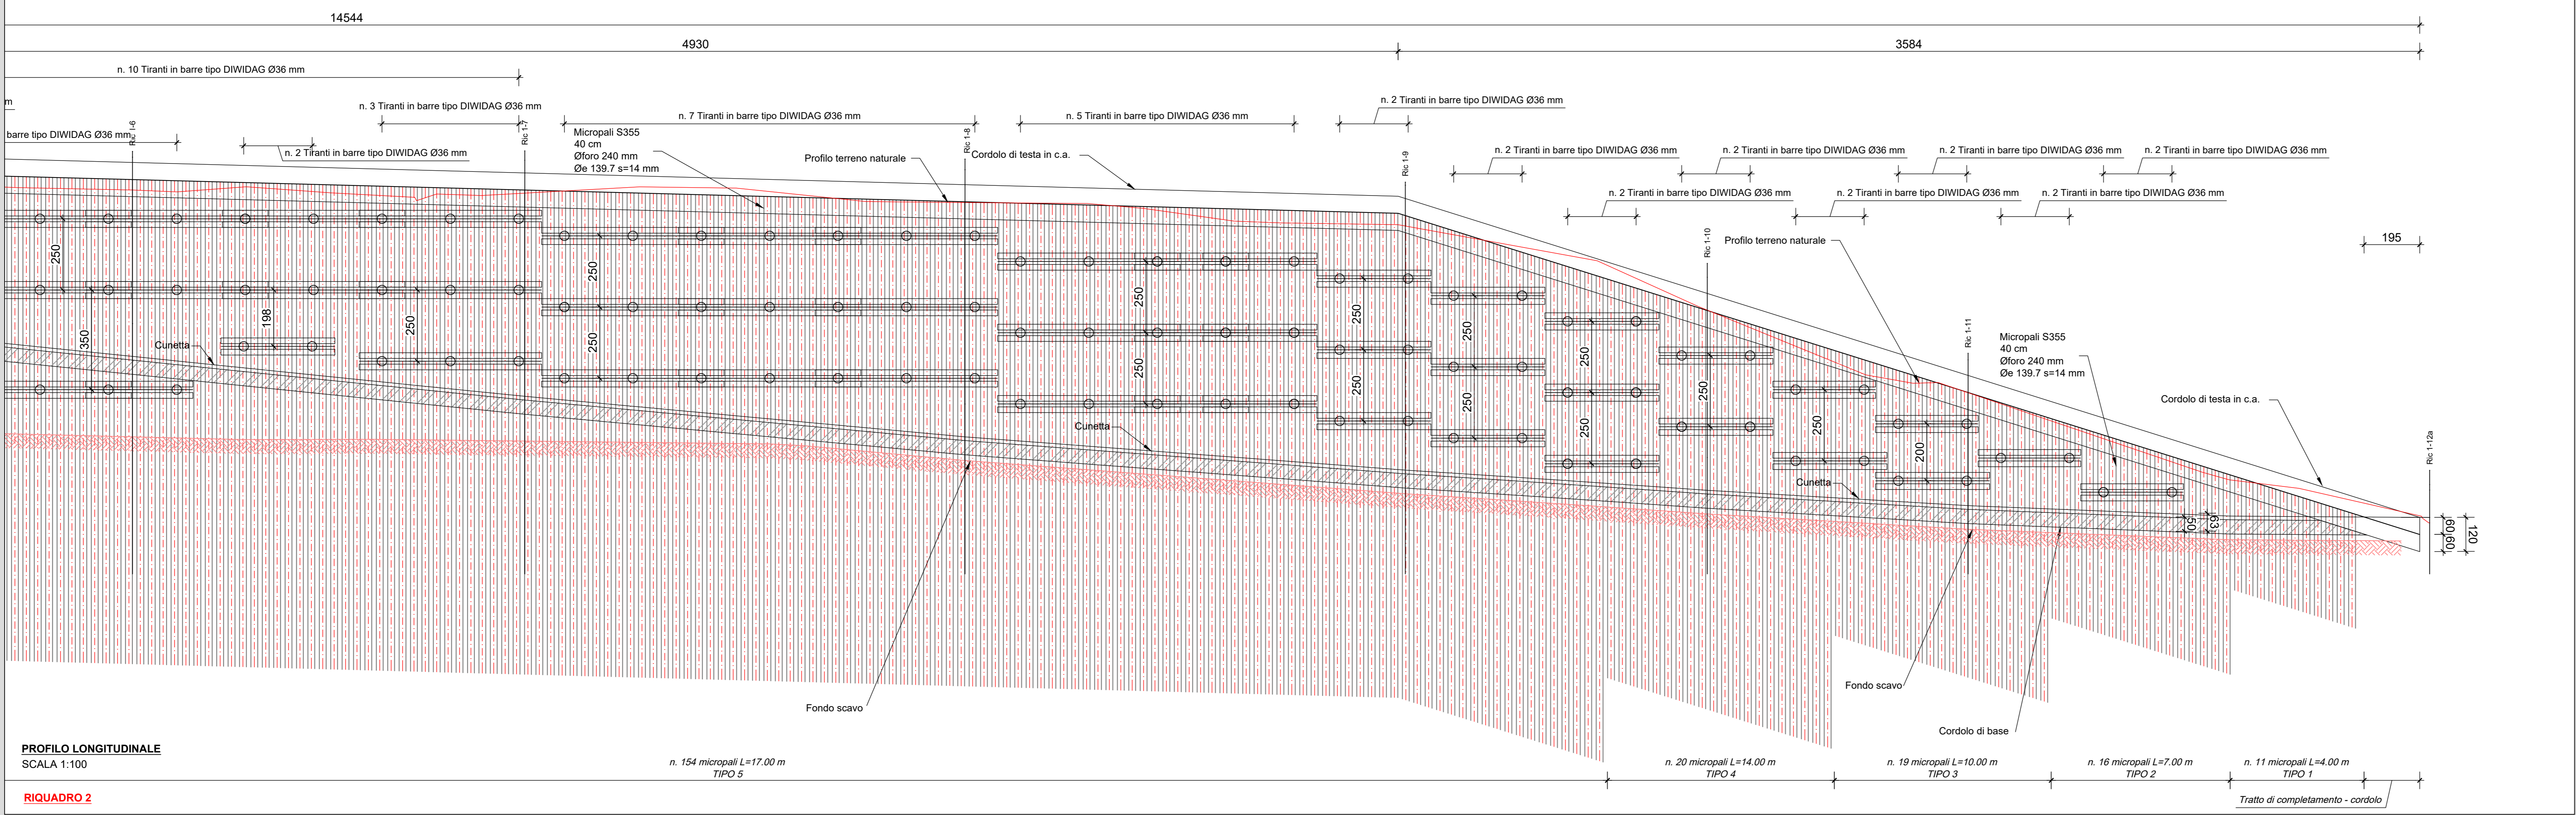 14544
4930
3584
n. 10 Tiranti in barre tipo DIWIDAG Ø36 mm
m
n. 3 Tiranti in barre tipo DIWIDAG Ø36 mm
n. 7 Tiranti in barre tipo DIWIDAG Ø36 mm
n. 5 Tiranti in barre tipo DIWIDAG Ø36 mm
n. 2 Tiranti in barre tipo DIWIDAG Ø36 mm
barre tipo DIWIDAG Ø36 mm
n. 2 Tiranti in barre tipo DIWIDAG Ø36 mm
Micropali S355
40 cm
Øforo 240 mm
Øe 139.7 s=14 mm
Profilo terreno naturale
Cordolo di testa in c.a.
n. 2 Tiranti in barre tipo DIWIDAG Ø36 mm
n. 2 Tiranti in barre tipo DIWIDAG Ø36 mm
n. 2 Tiranti in barre tipo DIWIDAG Ø36 mm
n. 2 Tiranti in barre tipo DIWIDAG Ø36 mm
n. 2 Tiranti in barre tipo DIWIDAG Ø36 mm
n. 2 Tiranti in barre tipo DIWIDAG Ø36 mm
n. 2 Tiranti in barre tipo DIWIDAG Ø36 mm
Ric 1-7
Ric 1-8
Ric 1-9
Ric 1-10
Ric 1-11
Ric 1-12a
195
Profilo terreno naturale
250
350
198
250
250
250
250
250
250
250
250
250
250
250
250
250
200
Cunetta
Cunetta
Cunetta
Micropali S355
40 cm
Øforo 240 mm
Øe 139.7 s=14 mm
Cordolo di testa in c.a.
50
63
60
60
120
Fondo scavo
Fondo scavo
Cordolo di base
PROFILO LONGITUDINALE
SCALA 1:100
n. 154 micropali L=17.00 m
TIPO 5
n. 20 micropali L=14.00 m
TIPO 4
n. 19 micropali L=10.00 m
TIPO 3
n. 16 micropali L=7.00 m
TIPO 2
n. 11 micropali L=4.00 m
TIPO 1
RIQUADRO 2
Tratto di completamento - cordolo